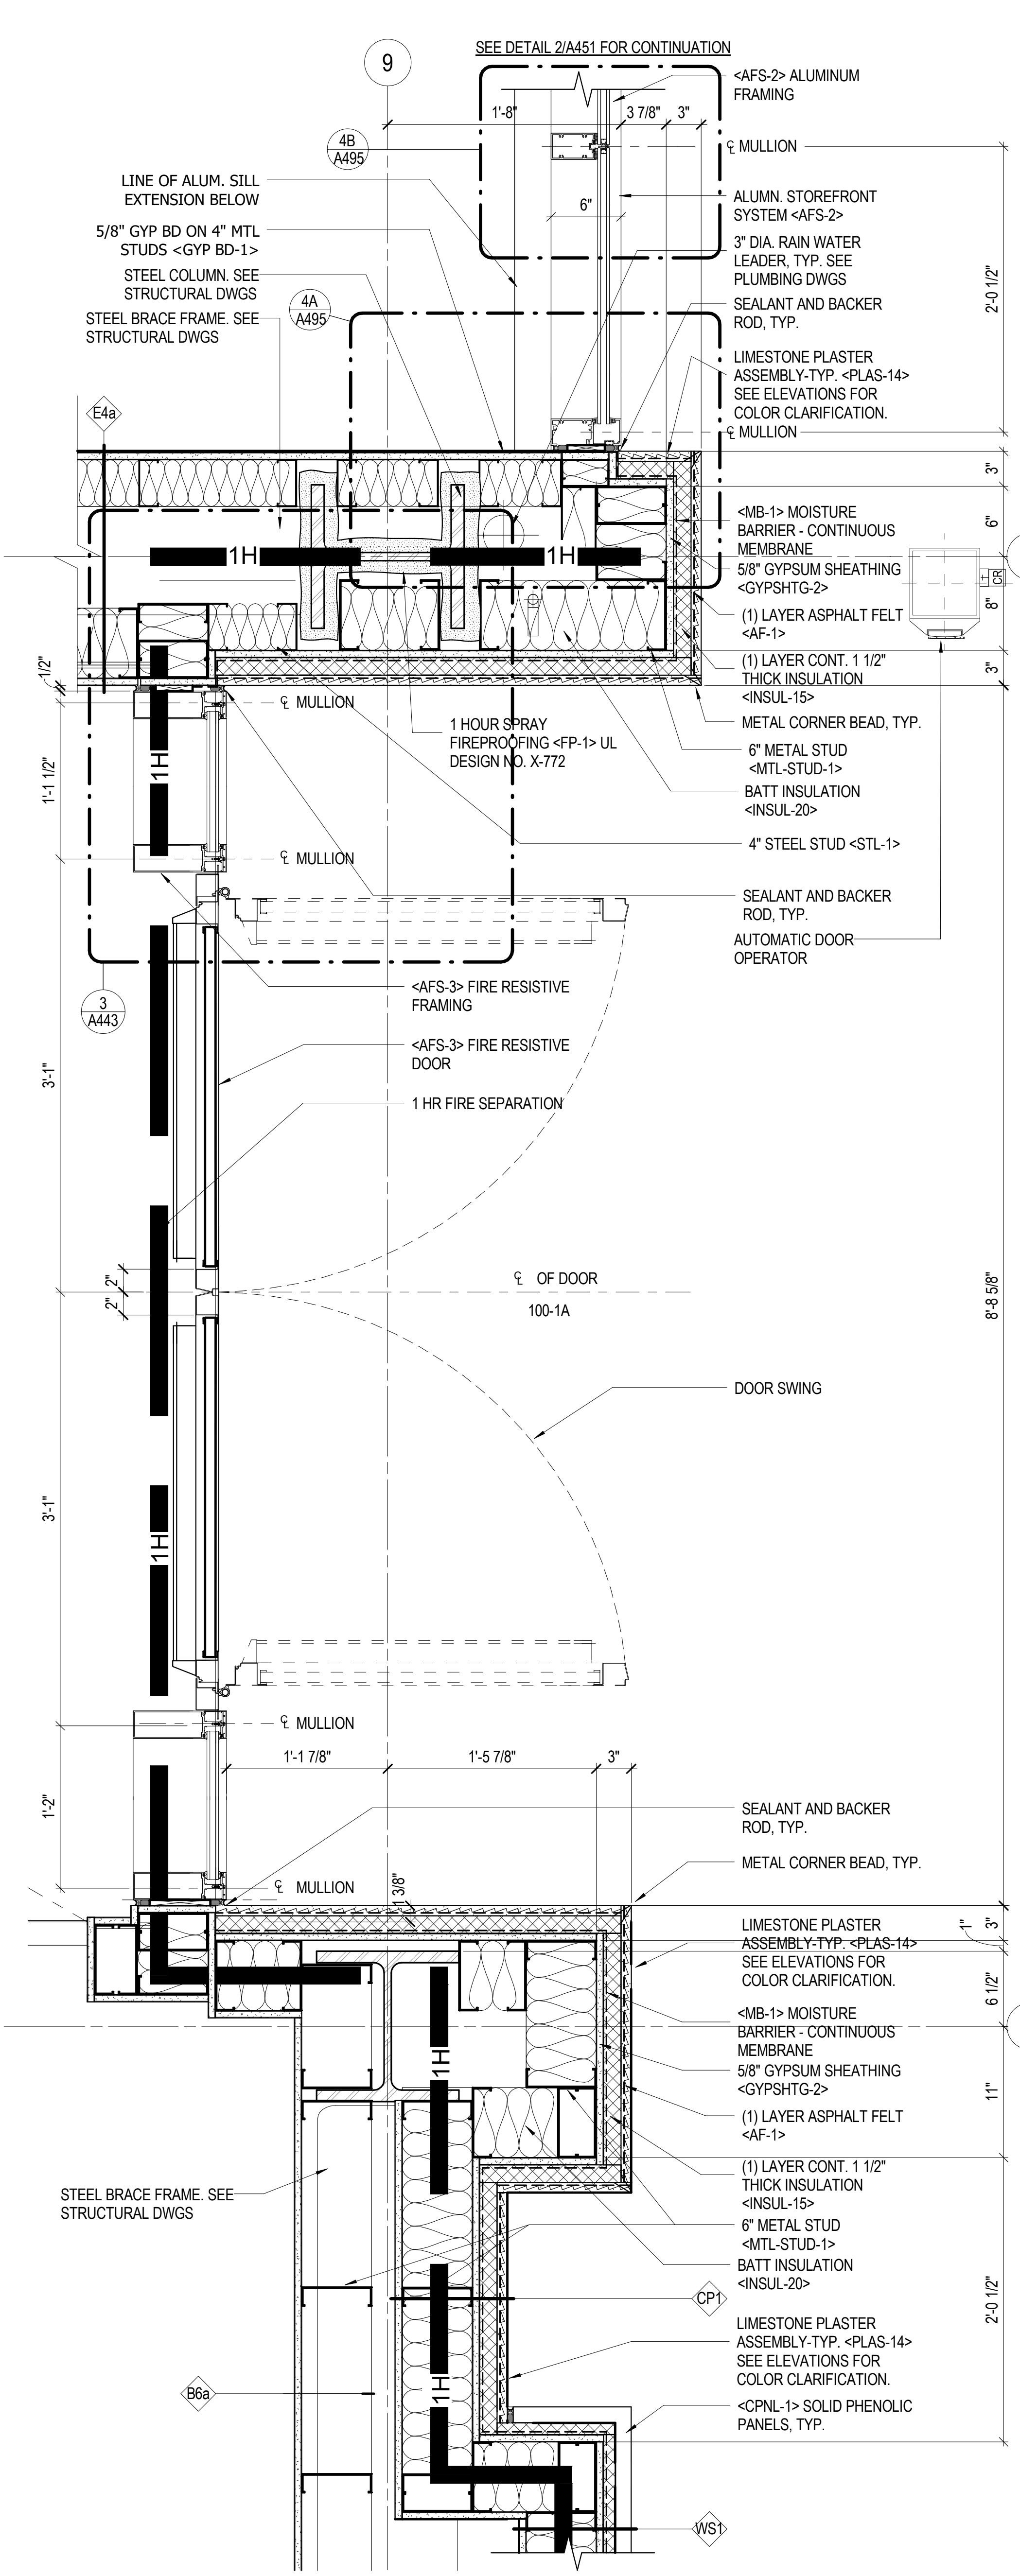 SEE DETAIL 2/A451 FOR CONTINUATION
9
<AFS-2> ALUMINUM
FRAMING
1'-8"
3 7/8"
3"
4B
A495
℄ MULLION
LINE OF ALUM. SILL
EXTENSION BELOW
ALUMN. STOREFRONT
SYSTEM <AFS-2>
6"
5/8" GYP BD ON 4" MTL
STUDS <GYP BD-1>
3" DIA. RAIN WATER
LEADER, TYP. SEE
PLUMBING DWGS
2'-0 1/2"
STEEL COLUMN. SEE
STRUCTURAL DWGS
4A
A495
SEALANT AND BACKER
ROD, TYP.
STEEL BRACE FRAME. SEE
STRUCTURAL DWGS
LIMESTONE PLASTER
ASSEMBLY-TYP. <PLAS-14>
SEE ELEVATIONS FOR
COLOR CLARIFICATION.
E4a
℄ MULLION
3"
<MB-1> MOISTURE
BARRIER - CONTINUOUS
MEMBRANE
6"
1H
1H
5/8" GYPSUM SHEATHING
<GYPSHTG-2>
CR
8"
(1) LAYER ASPHALT FELT
<AF-1>
(1) LAYER CONT. 1 1/2"
THICK INSULATION
<INSUL-15>
3"
1/2"
℄ MULLION
METAL CORNER BEAD, TYP.
1 HOUR SPRAY
FIREPROOFING <FP-1> UL
DESIGN NO. X-772
6" METAL STUD
<MTL-STUD-1>
1H
1'-1 1/2"
BATT INSULATION
<INSUL-20>
4" STEEL STUD <STL-1>
℄ MULLION
SEALANT AND BACKER
ROD, TYP.
AUTOMATIC DOOR
OPERATOR
<AFS-3> FIRE RESISTIVE
FRAMING
3
A443
<AFS-3> FIRE RESISTIVE
DOOR
3'-1"
1 HR FIRE SEPARATION
2"
2"
℄ OF DOOR
100-1A
8'-8 5/8"
DOOR SWING
3'-1"
1H
℄ MULLION
1'-1 7/8"
1'-5 7/8"
3"
1'-2"
SEALANT AND BACKER
ROD, TYP.
METAL CORNER BEAD, TYP.
℄ MULLION
1 3/8"
LIMESTONE PLASTER
ASSEMBLY-TYP. <PLAS-14>
SEE ELEVATIONS FOR
COLOR CLARIFICATION.
1"
3"
6 1/2"
<MB-1> MOISTURE
BARRIER - CONTINUOUS
MEMBRANE
1H
5/8" GYPSUM SHEATHING
<GYPSHTG-2>
11"
(1) LAYER ASPHALT FELT
<AF-1>
(1) LAYER CONT. 1 1/2"
THICK INSULATION
<INSUL-15>
STEEL BRACE FRAME. SEE
STRUCTURAL DWGS
6" METAL STUD
<MTL-STUD-1>
BATT INSULATION
<INSUL-20>
CP1
2'-0 1/2"
LIMESTONE PLASTER
ASSEMBLY-TYP. <PLAS-14>
SEE ELEVATIONS FOR
COLOR CLARIFICATION.
B6a
1H
<CPNL-1> SOLID PHENOLIC
PANELS, TYP.
WS1